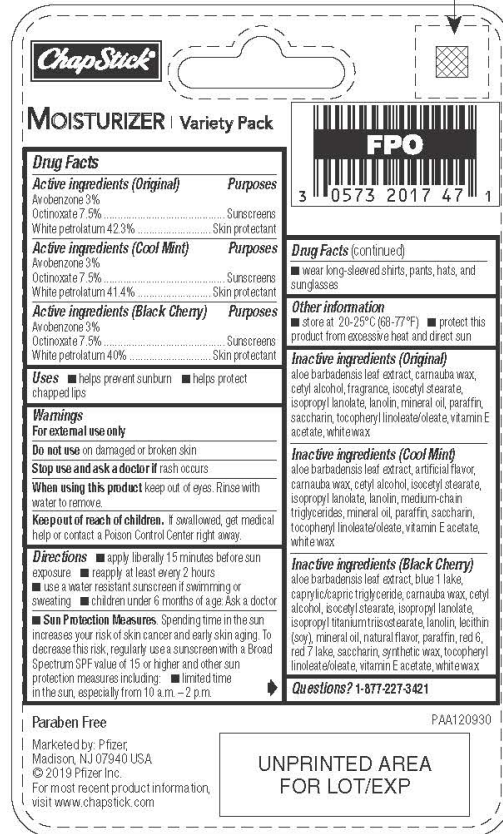 ChapStick®
MOISTURIZER | Variety Pack
FPO
3 0573 2017 47 1
Drug Facts
Active ingredients (Original) Purposes
Avobenzone 3%
Octinoxate 7.5% ........ Sunscreens
White petrolatum 42.3% ........ Skin protectant
Active ingredients (Cool Mint) Purposes
Avobenzone 3%
Octinoxate 7.5% ........ Sunscreens
White petrolatum 41.4% ........ Skin protectant
Active ingredients (Black Cherry) Purposes
Avobenzone 3%
Octinoxate 7.5% ........ Sunscreens
White petrolatum 40% ........ Skin protectant
Uses ■ helps prevent sunburn ■ helps protect
chapped lips
Warnings
For external use only
Do not use on damaged or broken skin
Stop use and ask a doctor if rash occurs
When using this product keep out of eyes. Rinse with
water to remove.
Keep out of reach of children. If swallowed, get medical
help or contact a Poison Control Center right away.
Directions ■ apply liberally 15 minutes before sun
exposure ■ reapply at least every 2 hours
■ use a water resistant sunscreen if swimming or
sweating ■ children under 6 months of age: Ask a doctor
■ Sun Protection Measures. Spending time in the sun
increases your risk of skin cancer and early skin aging. To
decrease this risk, regularly use a sunscreen with a Broad
Spectrum SPF value of 15 or higher and other sun
protection measures including: ■ limited time
in the sun, especially from 10 a.m. – 2 p.m.
Drug Facts (continued)
■ wear long-sleeved shirts, pants, hats, and
sunglasses
Other information
■ store at 20-25°C (68-77°F) ■ protect this
product from excessive heat and direct sun
Inactive ingredients (Original)
aloe barbadensis leaf extract, carnauba wax,
cetyl alcohol, fragrance, isocetyl stearate,
isopropyl lanolate, lanolin, mineral oil, paraffin,
saccharin, tocopheryl linoleate/oleate, vitamin E
acetate, white wax
Inactive ingredients (Cool Mint)
aloe barbadensis leaf extract, artificial flavor,
carnauba wax, cetyl alcohol, isocetyl stearate,
isopropyl lanolate, lanolin, medium-chain
triglycerides, mineral oil, paraffin, saccharin,
tocopheryl linoleate/oleate, vitamin E acetate,
white wax
Inactive ingredients (Black Cherry)
aloe barbadensis leaf extract, blue 1 lake,
caprylic/capric triglyceride, carnauba wax, cetyl
alcohol, isocetyl stearate, isopropyl lanolate,
isopropyl titanium triisostearate, lanolin, lecithin
(soy), mineral oil, natural flavor, paraffin, red 6,
red 7 lake, saccharin, synthetic wax, tocopheryl
linoleate/oleate, vitamin E acetate, white wax
Questions? 1-877-227-3421
Paraben Free
PAA120930
Marketed by: Pfizer,
Madison, NJ 07940 USA
© 2019 Pfizer Inc.
For most recent product information,
visit www.chapstick.com
UNPRINTED AREA
FOR LOT/EXP